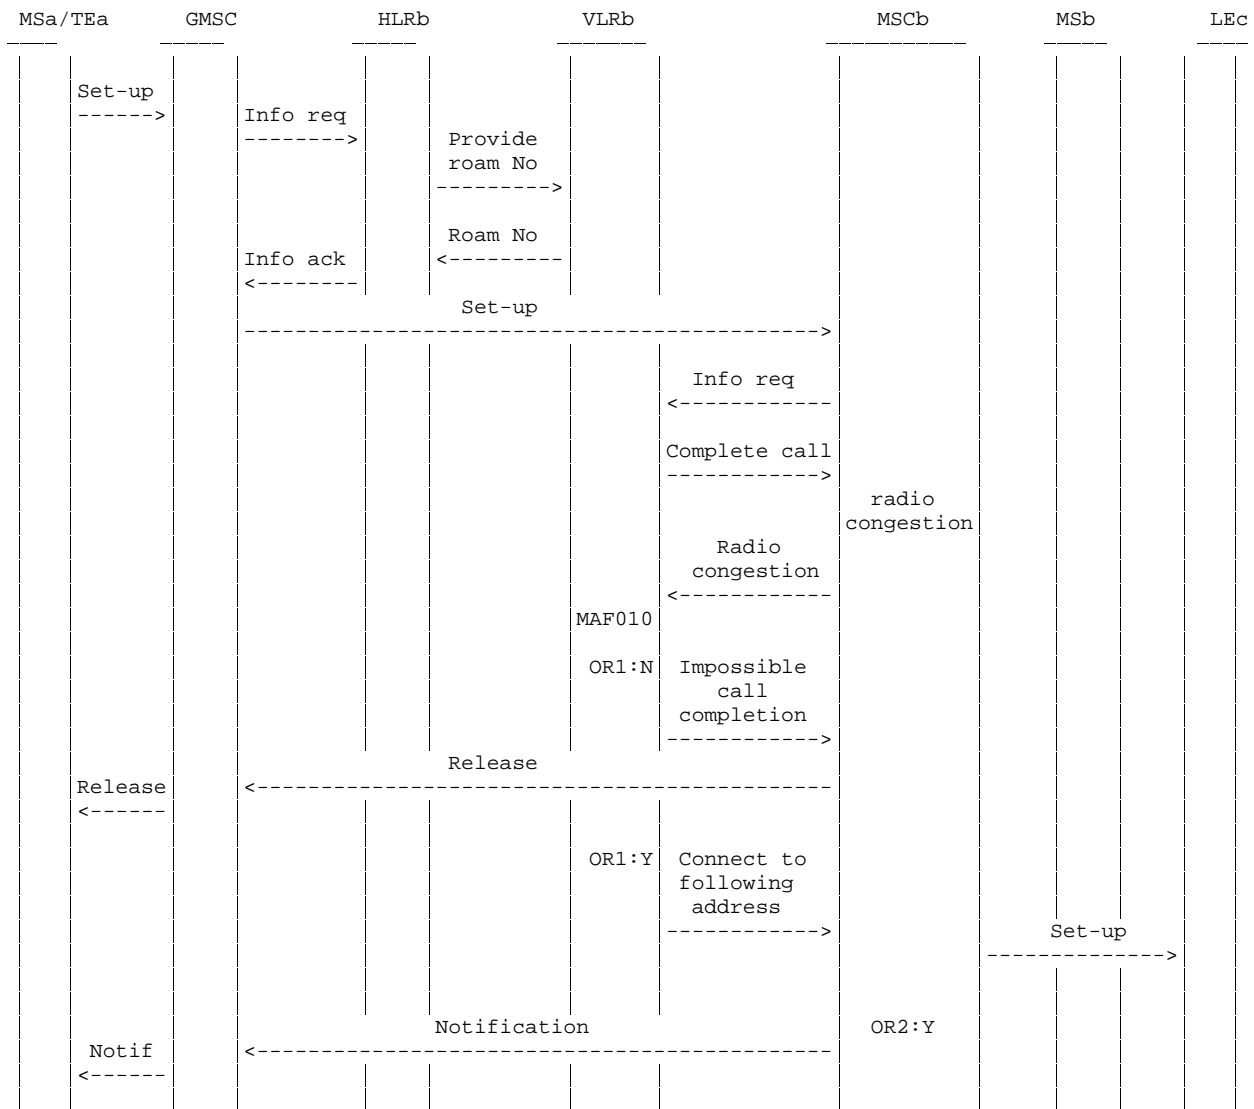 MSa/TEa GMSC HLRb VLRb MSCb MSb LEc
Set-up
------>
Info req
-------->
Provide
roam No
--------->
Roam No
Info ack <---------
<--------
Set-up
--------------------------------------------->
Info req
<------------
Complete call
------------>
radio
congestion
Radio
congestion
<------------
MAF010
OR1:N Impossible
call
completion
------------>
Release
Release <---------------------------------------------
<------
OR1:Y Connect to
following
address
------------> Set-up
-------------->
Notification OR2:Y
Notif <---------------------------------------------
<------